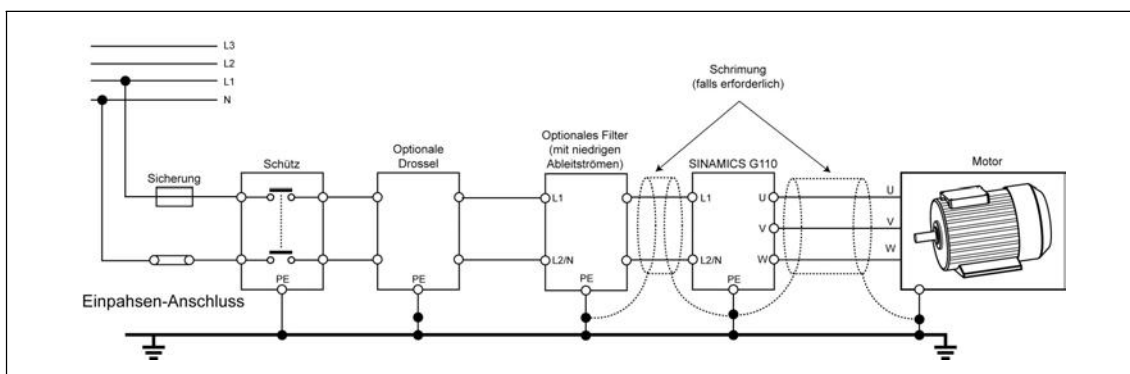 L3
L2
L1
N
Schrimung
(falls erforderlich)
Sicherung
Schütz
Optionale
Drossel
Optionales Filter
(mit niedrigen
Ableitströmen)
SINAMICS G110
Motor
L1
L1
U
U
V
V
L2/N
L2/N
W
W
PE
PE
PE
PE
Einpahsen-Anschluss